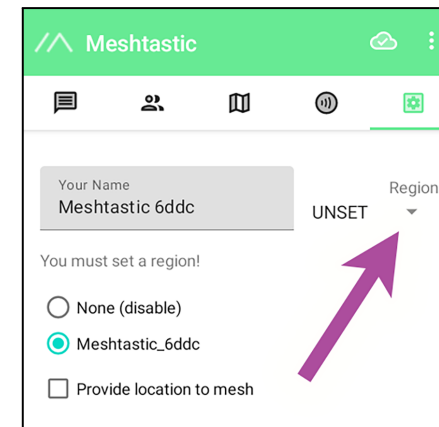 Meshtastic
Your Name
Meshtastic 6ddc
Region
UNSET
You must set a region!
None (disable)
Meshtastic_6ddc
Provide location to mesh